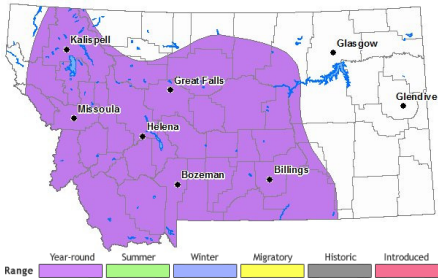 Kalispell
Glasgow
Great Falls
Glendive
Missoula
Helena
Bozeman
Billings
Year-round Summer Winter Migratory Historic Introduced
Range